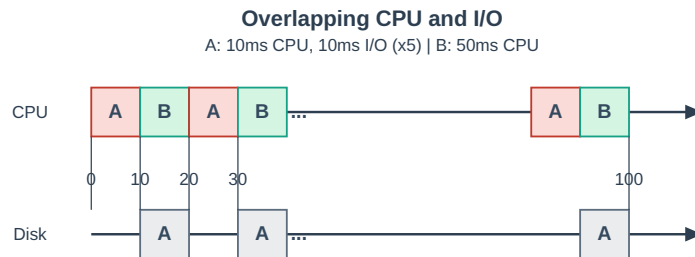 Overlapping CPU and I/O
A: 10ms CPU, 10ms I/O (x5) | B: 50ms CPU
CPU A B A B ... A B
0 10 20 30 100
Disk A A ... A